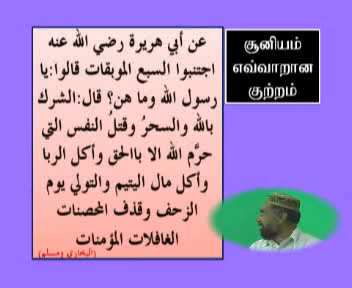 عن أبي هريرة رضي الله عنه
اجتنبوا السبع الموبقات قالوا:يا
رسول الله وما هن؟ قال:الشرك
بالله والسحرُ وقتلُ النفس التي
حرَّم الله الا باالحق وأكل الربا
وأكل مال اليتيم والتولي يوم
الزحف وقذف المحصنات
الغافلات المؤمنات
(البخاري ومسلم)
சூனியம்
எவ்வாறான
குற்றம்